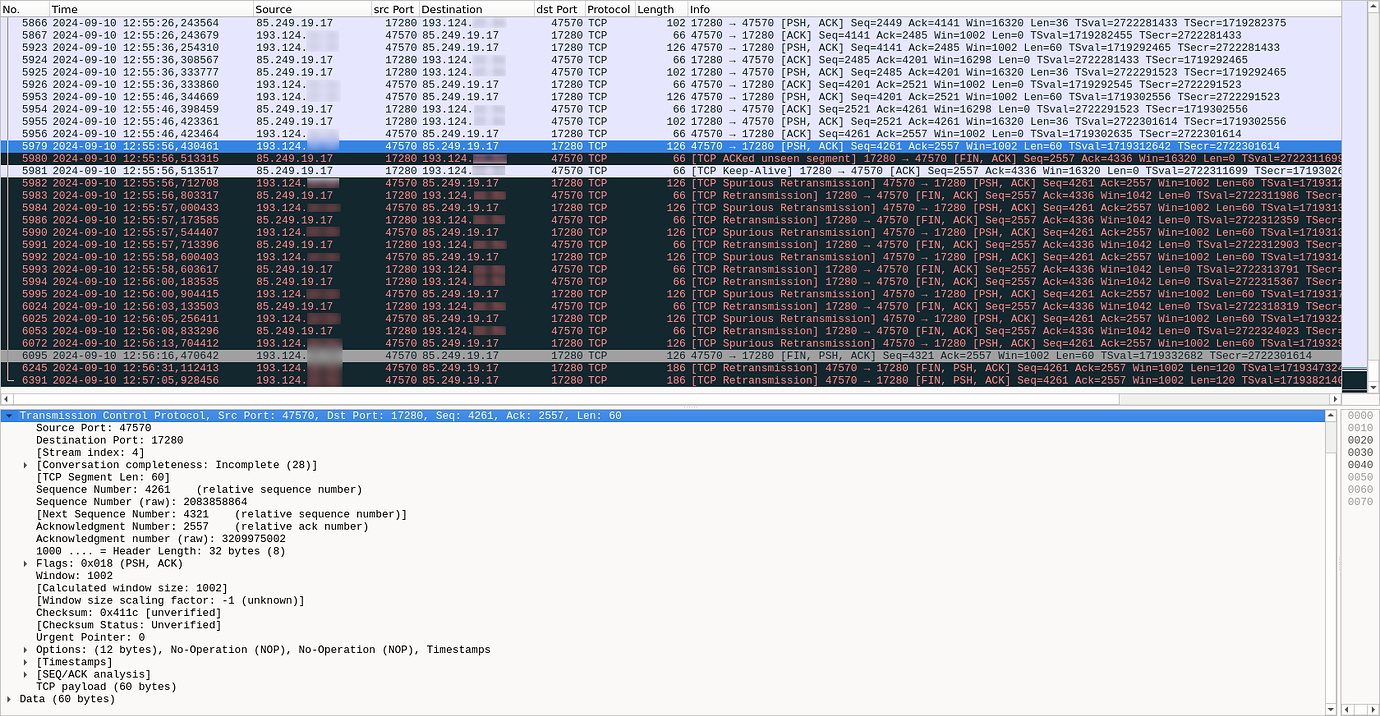 No. Time Source src Port Destination dst Port Protocol Length Info
5866 2024-09-10 12:55:26,243564 85.249.19.17 17280 193.124. 47570 TCP 102 17280 → 47570 [PSH, ACK] Seq=2449 Ack=4141 Win=16320 Len=36 TSval=2722281433 TSecr=1719282375
5867 2024-09-10 12:55:26,243679 193.124. 47570 85.249.19.17 17280 TCP 66 47570 → 17280 [ACK] Seq=4141 Ack=2485 Win=1002 Len=0 TSval=1719282455 TSecr=2722281433
5923 2024-09-10 12:55:36,254310 193.124. 47570 85.249.19.17 17280 TCP 126 47570 → 17280 [PSH, ACK] Seq=4141 Ack=2485 Win=1002 Len=60 TSval=1719292465 TSecr=2722281433
5924 2024-09-10 12:55:36,308567 85.249.19.17 17280 193.124. 47570 TCP 66 17280 → 47570 [ACK] Seq=2485 Ack=4201 Win=16298 Len=0 TSval=2722281433 TSecr=1719292465
5925 2024-09-10 12:55:36,333777 85.249.19.17 17280 193.124. 47570 TCP 102 17280 → 47570 [PSH, ACK] Seq=2485 Ack=4201 Win=16320 Len=36 TSval=2722291523 TSecr=1719292465
5926 2024-09-10 12:55:36,333860 193.124. 47570 85.249.19.17 17280 TCP 66 47570 → 17280 [ACK] Seq=4201 Ack=2521 Win=1002 Len=0 TSval=1719292545 TSecr=2722291523
5953 2024-09-10 12:55:46,344669 193.124. 47570 85.249.19.17 17280 TCP 126 47570 → 17280 [PSH, ACK] Seq=4201 Ack=2521 Win=1002 Len=60 TSval=1719302556 TSecr=2722291523
5954 2024-09-10 12:55:46,398459 85.249.19.17 17280 193.124. 47570 TCP 66 17280 → 47570 [ACK] Seq=2521 Ack=4261 Win=16298 Len=0 TSval=2722291523 TSecr=1719302556
5955 2024-09-10 12:55:46,423361 85.249.19.17 17280 193.124. 47570 TCP 102 17280 → 47570 [PSH, ACK] Seq=2521 Ack=4261 Win=16320 Len=36 TSval=2722301614 TSecr=1719302556
5956 2024-09-10 12:55:46,423464 193.124. 47570 85.249.19.17 17280 TCP 66 47570 → 17280 [ACK] Seq=4261 Ack=2557 Win=1002 Len=0 TSval=1719302635 TSecr=2722301614
5979 2024-09-10 12:55:56,430461 193.124. 47570 85.249.19.17 17280 TCP 126 47570 → 17280 [PSH, ACK] Seq=4261 Ack=2557 Win=1002 Len=60 TSval=1719312642 TSecr=2722301614
5980 2024-09-10 12:55:56,513315 85.249.19.17 17280 193.124. 47570 TCP 66 [TCP ACKed unseen segment] 17280 → 47570 [FIN, ACK] Seq=2557 Ack=4336 Win=16320 Len=0 TSval=2722311699
5981 2024-09-10 12:55:56,513517 85.249.19.17 17280 193.124. 47570 TCP 66 [TCP Keep-Alive] 17280 → 47570 [ACK] Seq=2557 Ack=4336 Win=16320 Len=0 TSval=2722311699 TSecr=17193026
5982 2024-09-10 12:55:56,712708 193.124. 47570 85.249.19.17 17280 TCP 126 [TCP Spurious Retransmission] 47570 → 17280 [PSH, ACK] Seq=4261 Ack=2557 Win=1002 Len=60 TSval=1719312
5983 2024-09-10 12:55:56,803317 85.249.19.17 17280 193.124. 47570 TCP 66 [TCP Retransmission] 17280 → 47570 [FIN, ACK] Seq=2557 Ack=4336 Win=1042 Len=0 TSval=2722311986 TSecr=
5984 2024-09-10 12:55:57,000433 193.124. 47570 85.249.19.17 17280 TCP 126 [TCP Spurious Retransmission] 47570 → 17280 [PSH, ACK] Seq=4261 Ack=2557 Win=1002 Len=60 TSval=1719313
5986 2024-09-10 12:55:57,173585 85.249.19.17 17280 193.124. 47570 TCP 66 [TCP Retransmission] 17280 → 47570 [FIN, ACK] Seq=2557 Ack=4336 Win=1042 Len=0 TSval=2722312359 TSecr=
5990 2024-09-10 12:55:57,544407 193.124. 47570 85.249.19.17 17280 TCP 126 [TCP Spurious Retransmission] 47570 → 17280 [PSH, ACK] Seq=4261 Ack=2557 Win=1002 Len=60 TSval=1719313
5991 2024-09-10 12:55:57,713396 85.249.19.17 17280 193.124. 47570 TCP 66 [TCP Retransmission] 17280 → 47570 [FIN, ACK] Seq=2557 Ack=4336 Win=1042 Len=0 TSval=2722312903 TSecr=
5992 2024-09-10 12:55:58,600403 193.124. 47570 85.249.19.17 17280 TCP 126 [TCP Spurious Retransmission] 47570 → 17280 [PSH, ACK] Seq=4261 Ack=2557 Win=1002 Len=60 TSval=1719314
5993 2024-09-10 12:55:58,603617 85.249.19.17 17280 193.124. 47570 TCP 66 [TCP Retransmission] 17280 → 47570 [FIN, ACK] Seq=2557 Ack=4336 Win=1042 Len=0 TSval=2722313791 TSecr=
5994 2024-09-10 12:56:00,183535 85.249.19.17 17280 193.124. 47570 TCP 66 [TCP Retransmission] 17280 → 47570 [FIN, ACK] Seq=2557 Ack=4336 Win=1042 Len=0 TSval=2722315367 TSecr=
5995 2024-09-10 12:56:00,904415 193.124. 47570 85.249.19.17 17280 TCP 126 [TCP Spurious Retransmission] 47570 → 17280 [PSH, ACK] Seq=4261 Ack=2557 Win=1002 Len=60 TSval=1719317
6024 2024-09-10 12:56:03,133503 85.249.19.17 17280 193.124. 47570 TCP 66 [TCP Retransmission] 17280 → 47570 [FIN, ACK] Seq=2557 Ack=4336 Win=1042 Len=0 TSval=2722318319 TSecr=
6025 2024-09-10 12:56:05,256411 193.124. 47570 85.249.19.17 17280 TCP 126 [TCP Spurious Retransmission] 47570 → 17280 [PSH, ACK] Seq=4261 Ack=2557 Win=1002 Len=60 TSval=1719321
6053 2024-09-10 12:56:08,833296 85.249.19.17 17280 193.124. 47570 TCP 66 [TCP Retransmission] 17280 → 47570 [FIN, ACK] Seq=2557 Ack=4336 Win=1042 Len=0 TSval=2722324023 TSecr=
6072 2024-09-10 12:56:13,704412 193.124. 47570 85.249.19.17 17280 TCP 126 [TCP Spurious Retransmission] 47570 → 17280 [PSH, ACK] Seq=4261 Ack=2557 Win=1002 Len=60 TSval=1719329
6095 2024-09-10 12:56:16,470642 193.124. 47570 85.249.19.17 17280 TCP 126 47570 → 17280 [FIN, PSH, ACK] Seq=4321 Ack=2557 Win=1002 Len=60 TSval=1719332682 TSecr=2722301614
6245 2024-09-10 12:56:31,112413 193.124. 47570 85.249.19.17 17280 TCP 186 [TCP Retransmission] 47570 → 17280 [FIN, PSH, ACK] Seq=4261 Ack=2557 Win=1002 Len=120 TSval=1719347324
6391 2024-09-10 12:57:05,928456 193.124. 47570 85.249.19.17 17280 TCP 186 [TCP Retransmission] 47570 → 17280 [FIN, PSH, ACK] Seq=4261 Ack=2557 Win=1002 Len=120 TSval=1719382140
Transmission Control Protocol, Src Port: 47570, Dst Port: 17280, Seq: 4261, Ack: 2557, Len: 60
Source Port: 47570
Destination Port: 17280
[Stream index: 4]
[Conversation completeness: Incomplete (28)]
[TCP Segment Len: 60]
Sequence Number: 4261 (relative sequence number)
Sequence Number (raw): 2083858864
[Next Sequence Number: 4321 (relative sequence number)]
Acknowledgment Number: 2557 (relative ack number)
Acknowledgment number (raw): 3209975002
1000 .... = Header Length: 32 bytes (8)
Flags: 0x018 (PSH, ACK)
Window: 1002
[Calculated window size: 1002]
[Window size scaling factor: -1 (unknown)]
Checksum: 0x411c [unverified]
[Checksum Status: Unverified]
Urgent Pointer: 0
Options: (12 bytes), No-Operation (NOP), No-Operation (NOP), Timestamps
[Timestamps]
[SEQ/ACK analysis]
TCP payload (60 bytes)
Data (60 bytes)
0000
0010
0020
0030
0040
0050
0060
0070